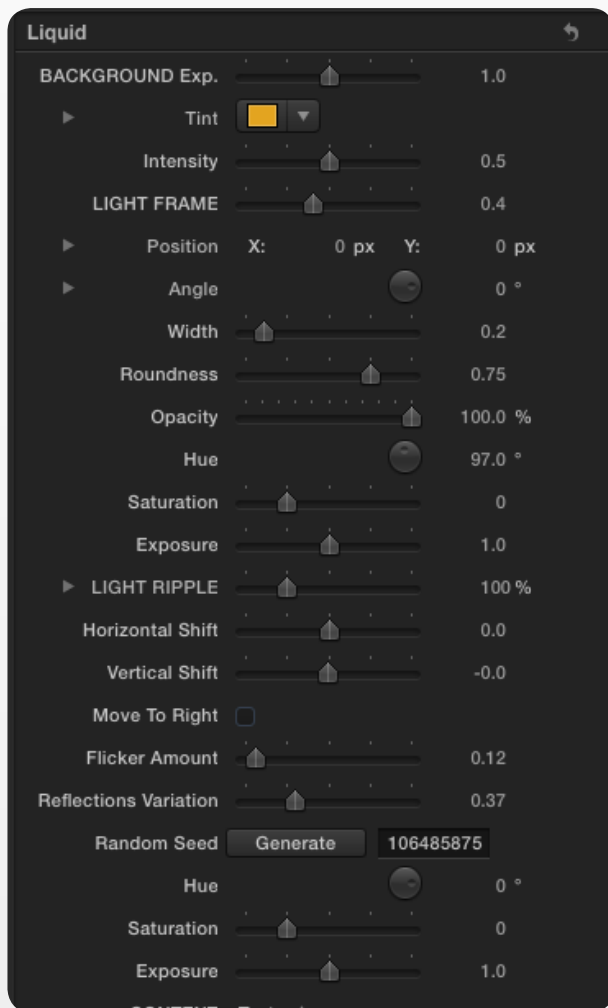 Liquid
BACKGROUND Exp. 1.0
Tint
Intensity 0.5
LIGHT FRAME 0.4
Position X: 0 px Y: 0 px
Angle 0 °
Width 0.2
Roundness 0.75
Opacity 100.0 %
Hue 97.0 °
Saturation 0
Exposure 1.0
LIGHT RIPPLE 100 %
Horizontal Shift 0.0
Vertical Shift -0.0
Move To Right
Flicker Amount 0.12
Reflections Variation 0.37
Random Seed Generate 106485875
Hue 0 °
Saturation 0
Exposure 1.0